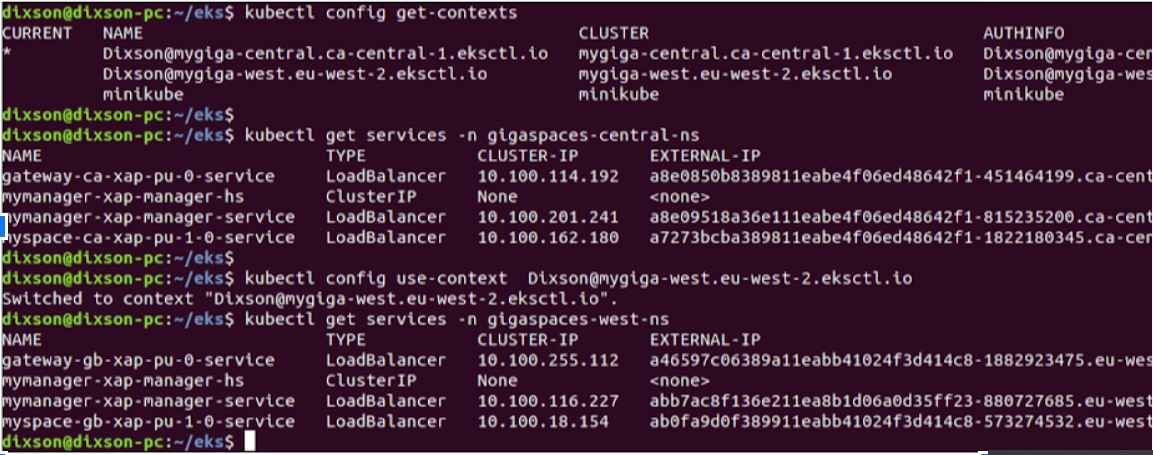 dixson@dixson-pc:~/eks$ kubectl config get-contexts
CURRENT   NAME                                       CLUSTER                             AUTHINFO
*         Dixson@mygiga-central.ca-central-1.eksctl.io   mygiga-central.ca-central-1.eksctl.io   Dixson@mygiga-cen
          Dixson@mygiga-west.eu-west-2.eksctl.io         mygiga-west.eu-west-2.eksctl.io         Dixson@mygiga-wes
          minikube                                       minikube                                minikube
dixson@dixson-pc:~/eks$
dixson@dixson-pc:~/eks$ kubectl get services -n gigaspaces-central-ns
NAME                            TYPE           CLUSTER-IP       EXTERNAL-IP
gateway-ca-xap-pu-0-service     LoadBalancer   10.100.114.192   a8e0850b8389811eabe4f06ed48642f1-451464199.ca-cent
mymanager-xap-manager-hs        ClusterIP      None             <none>
mymanager-xap-manager-service   LoadBalancer   10.100.201.241   a8e09518a36e111eabe4f06ed48642f1-815235200.ca-cent
myspace-ca-xap-pu-1-0-service   LoadBalancer   10.100.162.180   a7273bcba389811eabe4f06ed48642f1-1822180345.ca-cen
dixson@dixson-pc:~/eks$
dixson@dixson-pc:~/eks$ kubectl config use-context  Dixson@mygiga-west.eu-west-2.eksctl.io
Switched to context "Dixson@mygiga-west.eu-west-2.eksctl.io".
dixson@dixson-pc:~/eks$ kubectl get services -n gigaspaces-west-ns
NAME                            TYPE           CLUSTER-IP       EXTERNAL-IP
gateway-gb-xap-pu-0-service     LoadBalancer   10.100.255.112   a46597c06389a11eabb41024f3d414c8-1882923475.eu-wes
mymanager-xap-manager-hs        ClusterIP      None             <none>
mymanager-xap-manager-service   LoadBalancer   10.100.116.227   abb7ac8f136e211ea8b1d06a0d35ff23-880727685.eu-west
myspace-gb-xap-pu-1-0-service   LoadBalancer   10.100.18.154    ab0fa9d0f389911eabb41024f3d414c8-573274532.eu-west
dixson@dixson-pc:~/eks$